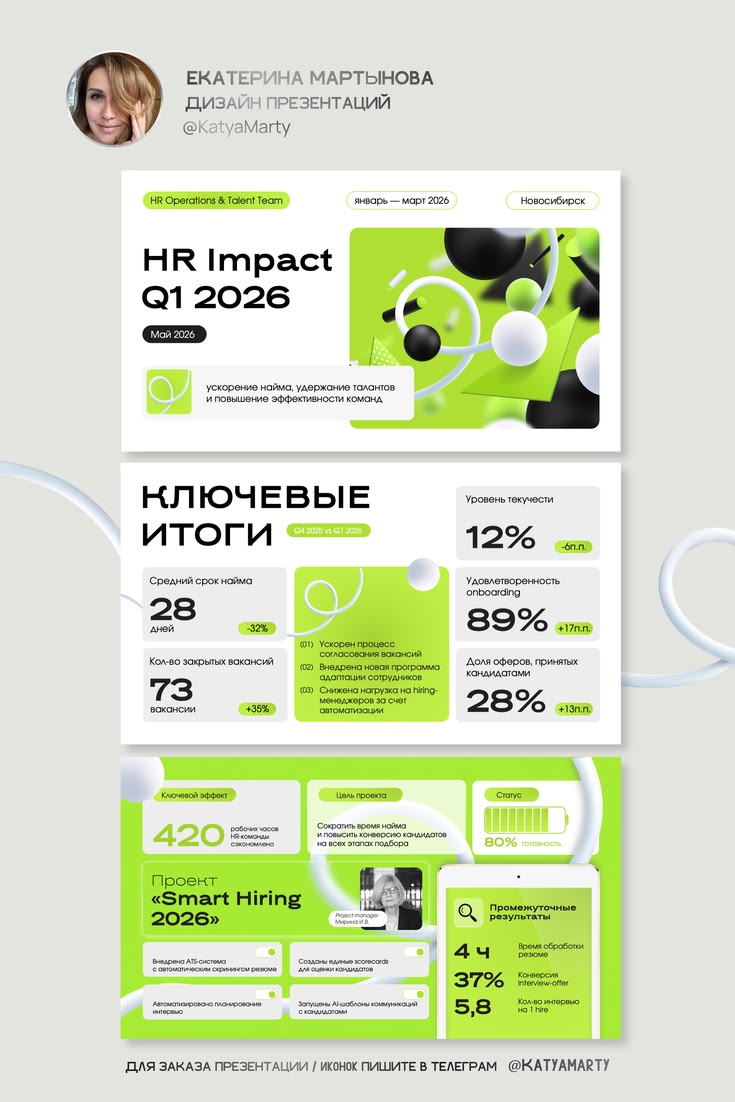 ЕКАТЕРИНА МАРТЫНОВА
ДИЗАЙН ПРЕЗЕНТАЦИЙ
@KatyaMarty
HR Operations & Talent Team
январь — март 2026
Новосибирск
HR Impact
Q1 2026
Май 2026
ускорение найма, удержание талантов
и повышение эффективности команд
КЛЮЧЕВЫЕ
ИТОГИ
Q4 2025 vs Q1 2026
Уровень текучести
12%
-6п.п.
Средний срок найма
28
дней
-32%
Кол-во закрытых вакансий
73
вакансии
+35%
(01) Ускорен процесс
согласования вакансий
(02) Внедрена новая программа
адаптации сотрудников
(03) Снижена нагрузка на hiring-
менеджеров за счет
автоматизации
Удовлетворенность
onboarding
89%
+17п.п.
Доля оферов, принятых
кандидатами
28%
+13п.п.
Ключевой эффект
420
рабочих часов
HR-команды
сэкономлено
Цель проекта
Сократить время найма
и повысить конверсию кандидатов
на всех этапах подбора
Статус
80% готовность
Проект
«Smart Hiring
2026»
Project manager
Мирина И.В.
Внедрена ATS-система
с автоматическим скринингом резюме
Созданы единые scorecards
для оценки кандидатов
Автоматизировано планирование
интервью
Запущены AI-шаблоны коммуникаций
с кандидатами
Промежуточные
результаты
4 ч
Время обработки
резюме
37%
Конверсия
interview-offer
5,8
Кол-во интервью
на 1 hire
ДЛЯ ЗАКАЗА ПРЕЗЕНТАЦИИ / ИКОНОК ПИШИТЕ В ТЕЛЕГРАМ @KATYAMARTY